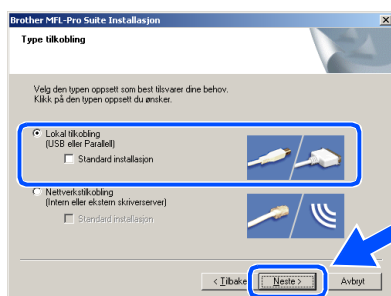 Brother MFL-Pro Suite Installasjon
Type tilkobling
Velg den typen oppsett som best tilsvarer dine behov.
Klikk på den typen oppsett du ønsker.
Lokal tilkobling
(USB eller Parallell)
Standard installasjon
Nettverkstilkobling
(Intern eller ekstern skriverserver)
Standard installasjon
< Tilbake Neste > Avbryt